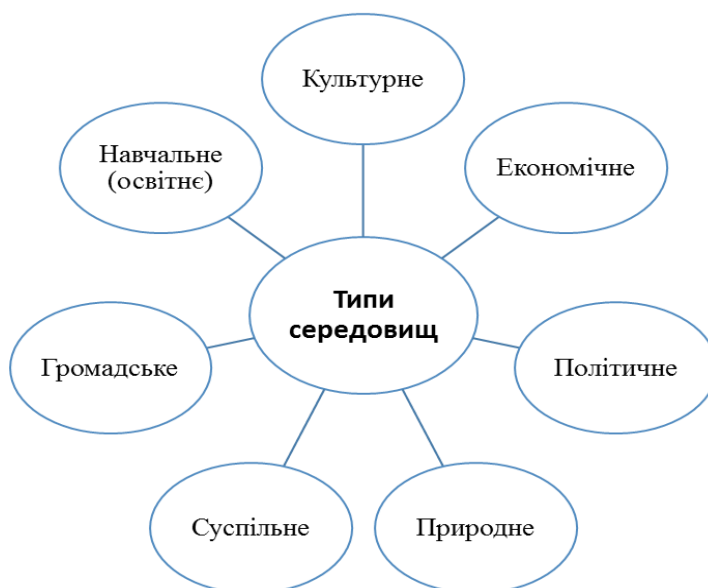 Культурне
Навчальне
(освітнє)
Економічне
Типи
середовищ
Громадське
Політичне
Суспільне
Природне